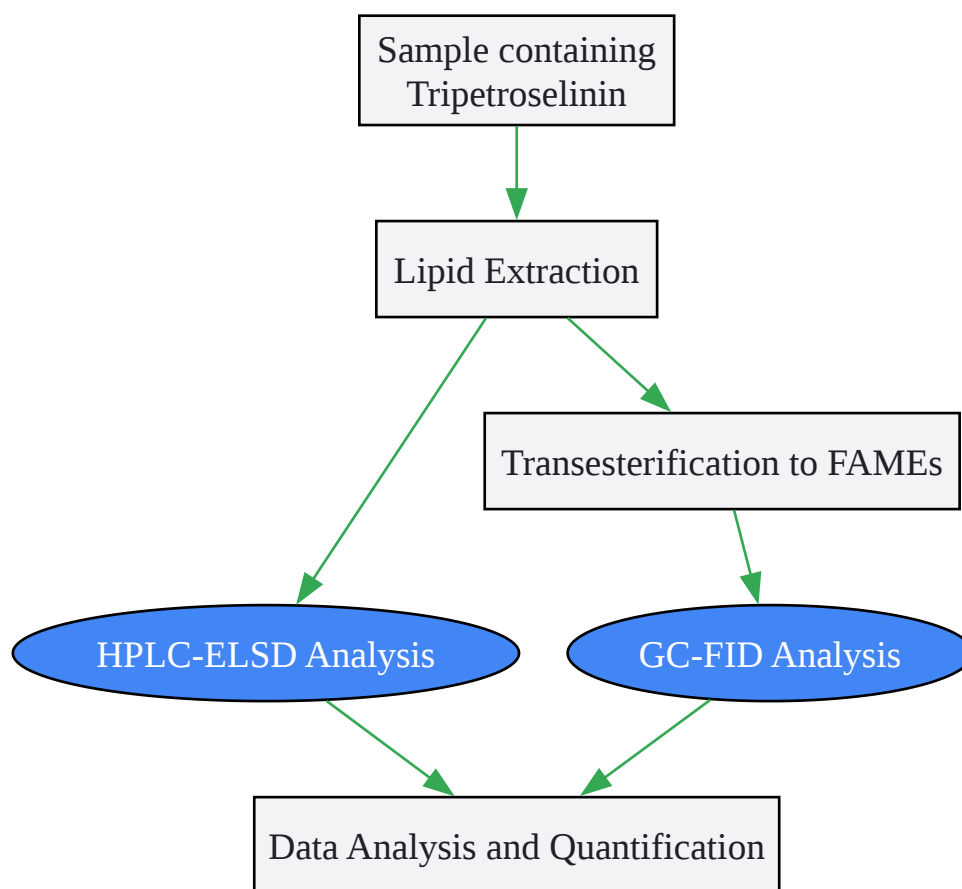 Sample containing
Tripetroselinin
Lipid Extraction
Transesterification to FAMEs
HPLC-ELSD Analysis
GC-FID Analysis
Data Analysis and Quantification